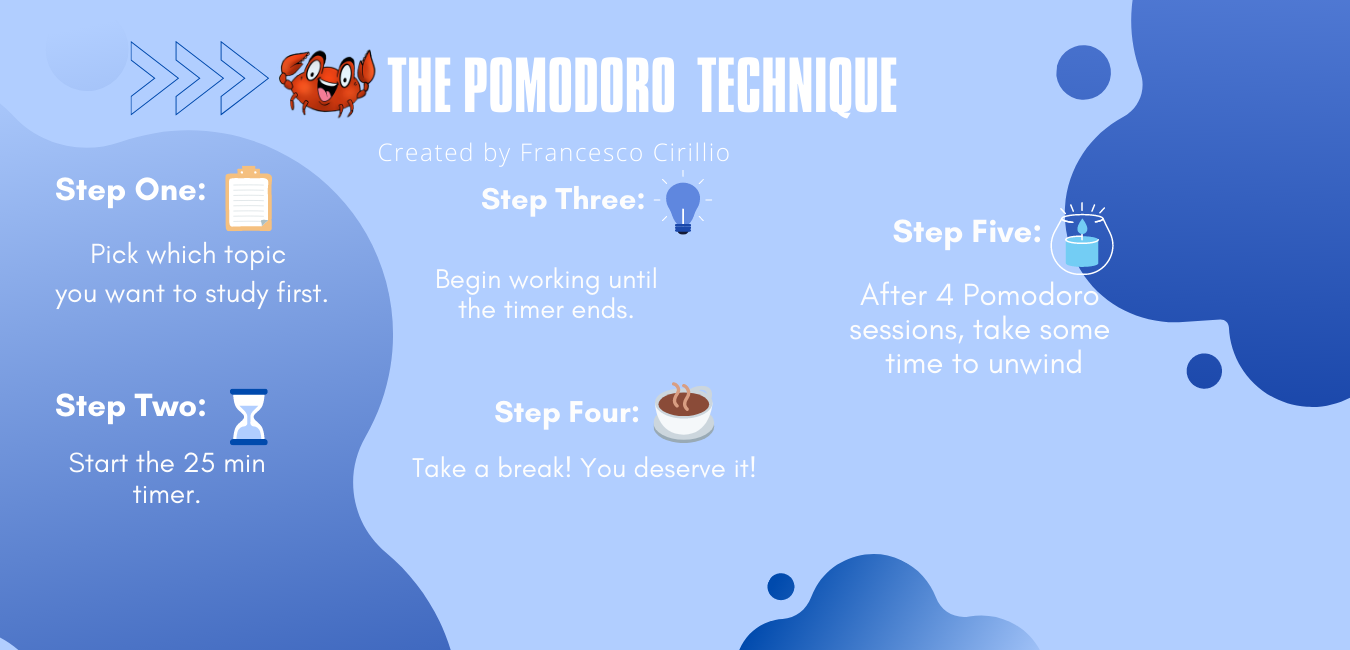 THE POMODORO TECHNIQUE
Created by Francesco Cirillio
Step One:
Pick which topic
you want to study first.
Step Two:
Start the 25 min
timer.
Step Three:
Begin working until
the timer ends.
Step Four:
Take a break! You deserve it!
Step Five:
After 4 Pomodoro
sessions, take some
time to unwind